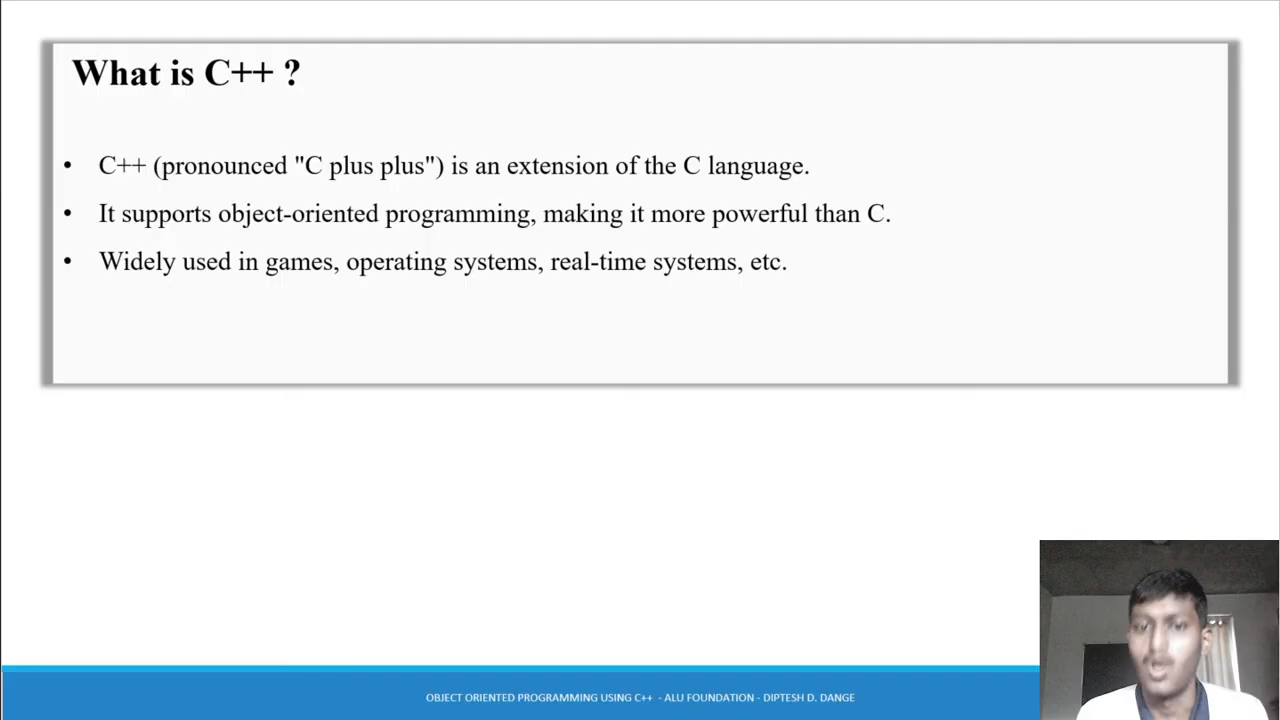 What is C++ ?
• C++ (pronounced "C plus plus") is an extension of the C language.
• It supports object-oriented programming, making it more powerful than C.
• Widely used in games, operating systems, real-time systems, etc.
OBJECT ORIENTED PROGRAMMING USING C++ - ALU FOUNDATION - DIPTESH D. DANGE